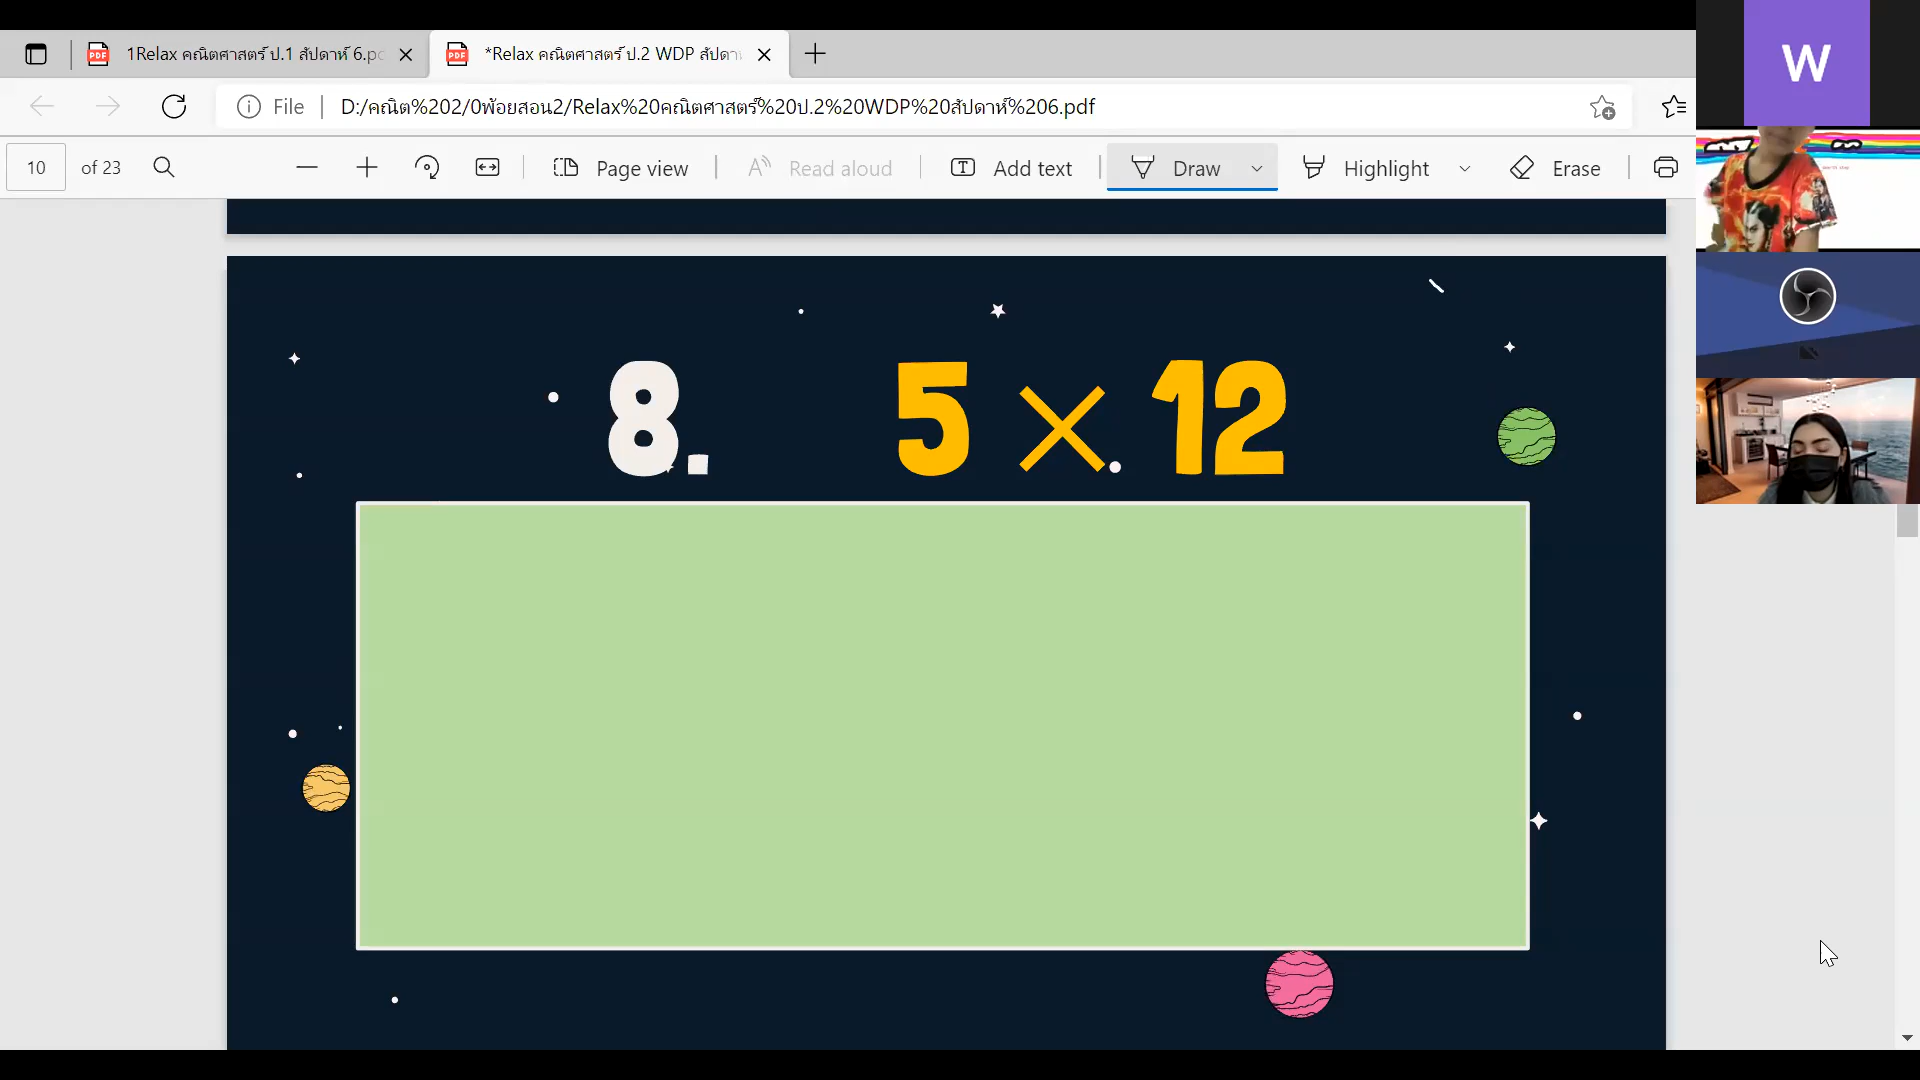 1Relax คณิตศาสตร์ ป.1 สัปดาห์ 6.pd
*Relax คณิตศาสตร์ ป.2 WDP สัปดา
File
D:/คณิต%202/0พ้อยสอน2/Relax%20คณิตศาสตร์%20ป.2%20WDP%20สัปดาห์%206.pdf
10 of 23
Page view
Read aloud
Add text
Draw
Highlight
Erase
8. 5 × 12
W